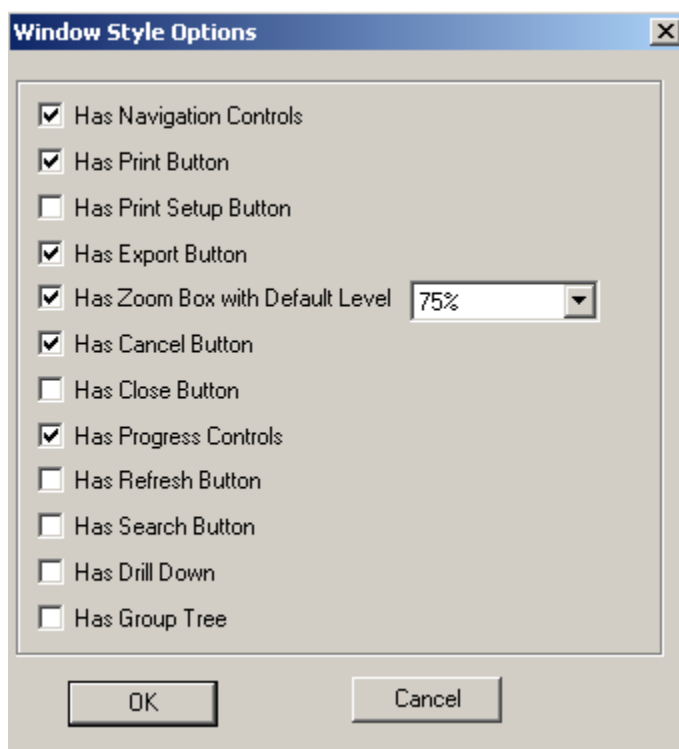 Window Style Options
Has Navigation Controls
Has Print Button
Has Print Setup Button
Has Export Button
Has Zoom Box with Default Level 75%
Has Cancel Button
Has Close Button
Has Progress Controls
Has Refresh Button
Has Search Button
Has Drill Down
Has Group Tree
OK Cancel